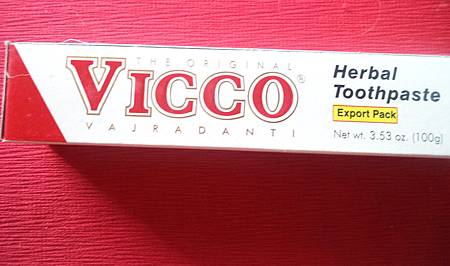 THE ORIGINAL
VICCO®
VAJRADANTI
Herbal
Toothpaste
Export Pack
Net wt. 3.53 oz. (100g)